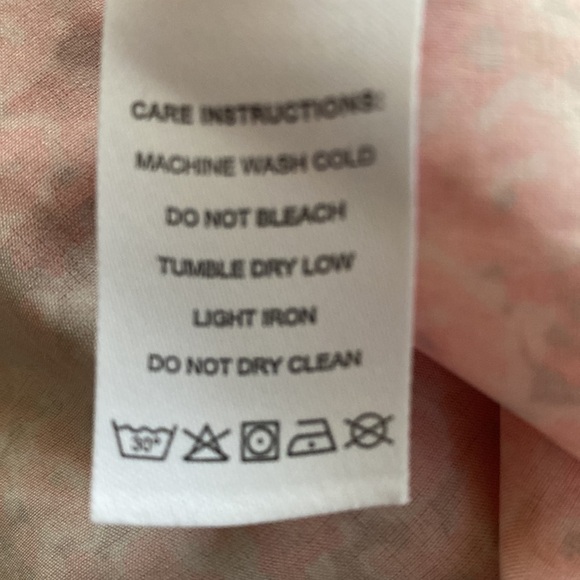 CARE INSTRUCTIONS:
MACHINE WASH COLD
DO NOT BLEACH
TUMBLE DRY LOW
LIGHT IRON
DO NOT DRY CLEAN
30°